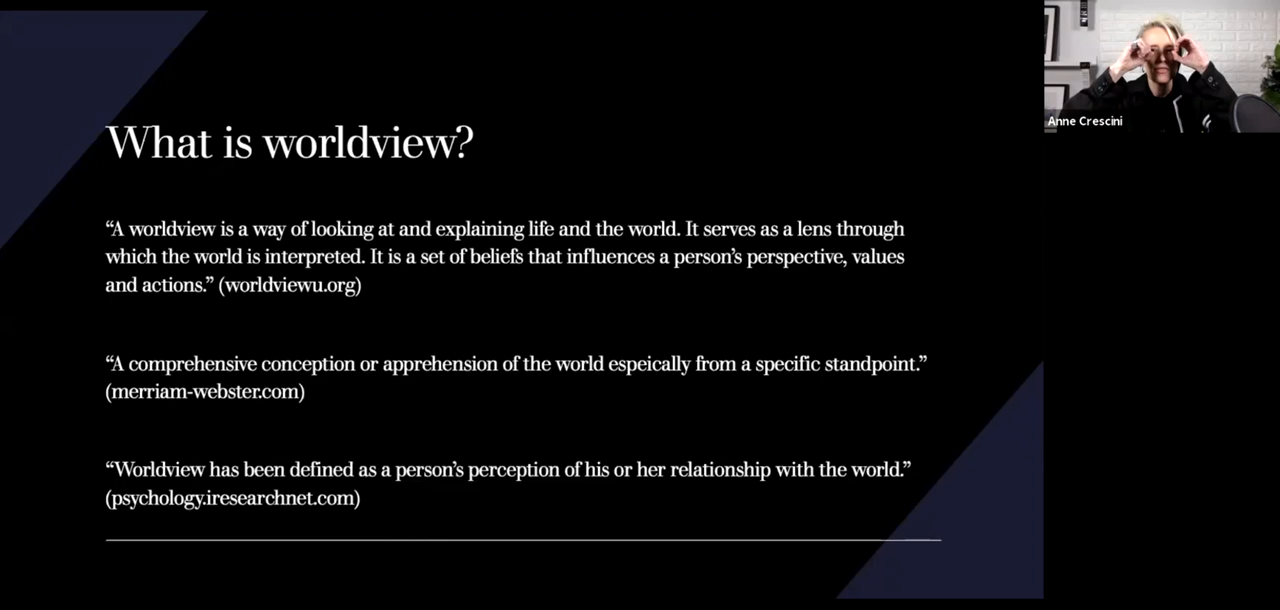 What is worldview?
“A worldview is a way of looking at and explaining life and the world. It serves as a lens through
which the world is interpreted. It is a set of beliefs that influences a person’s perspective, values
and actions.” (worldviewu.org)
“A comprehensive conception or apprehension of the world espeically from a specific standpoint.”
(merriam-webster.com)
“Worldview has been defined as a person’s perception of his or her relationship with the world.”
(psychology.iresearchnet.com)
Anne Crescini